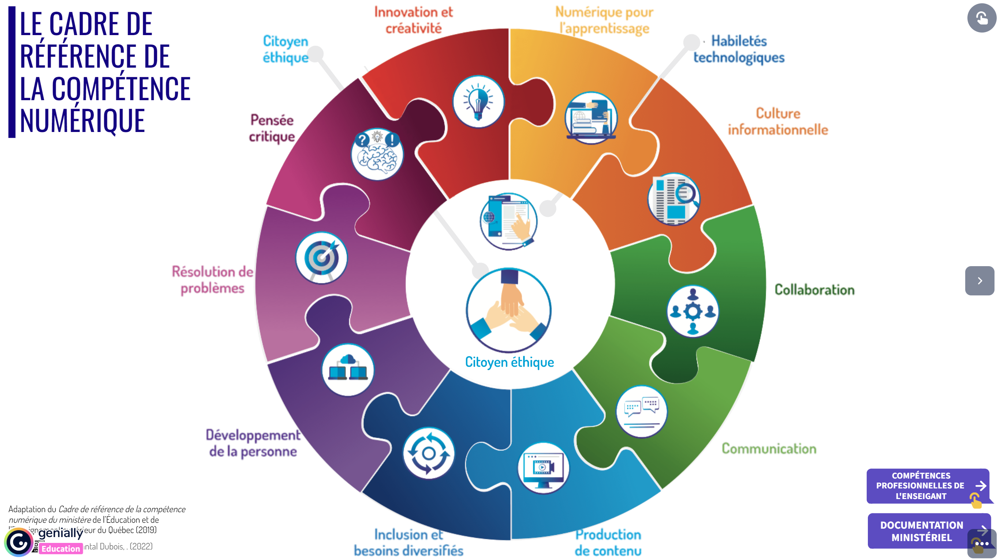 LE CADRE DE
RÉFÉRENCE DE
LA COMPÉTENCE
NUMÉRIQUE
Innovation et
créativité
Numérique pour
l'apprentissage
Citoyen
éthique
Habiletés
technologiques
Pensée
critique
Culture
informationnelle
? !
Résolution de
problèmes
Collaboration
Citoyen éthique
Développement
de la personne
Communication
Inclusion et
besoins diversifiés
Production
de contenu
COMPÉTENCES
PROFESIONNELLES DE
L'ENSEIGANT
DOCUMENTATION
MINISTÉRIEL
Adaptation du Cadre de référence de la compétence
numérique du ministère de l'Éducation et de
du Québec (2019)
genially
Education
Dubois, . (2022)